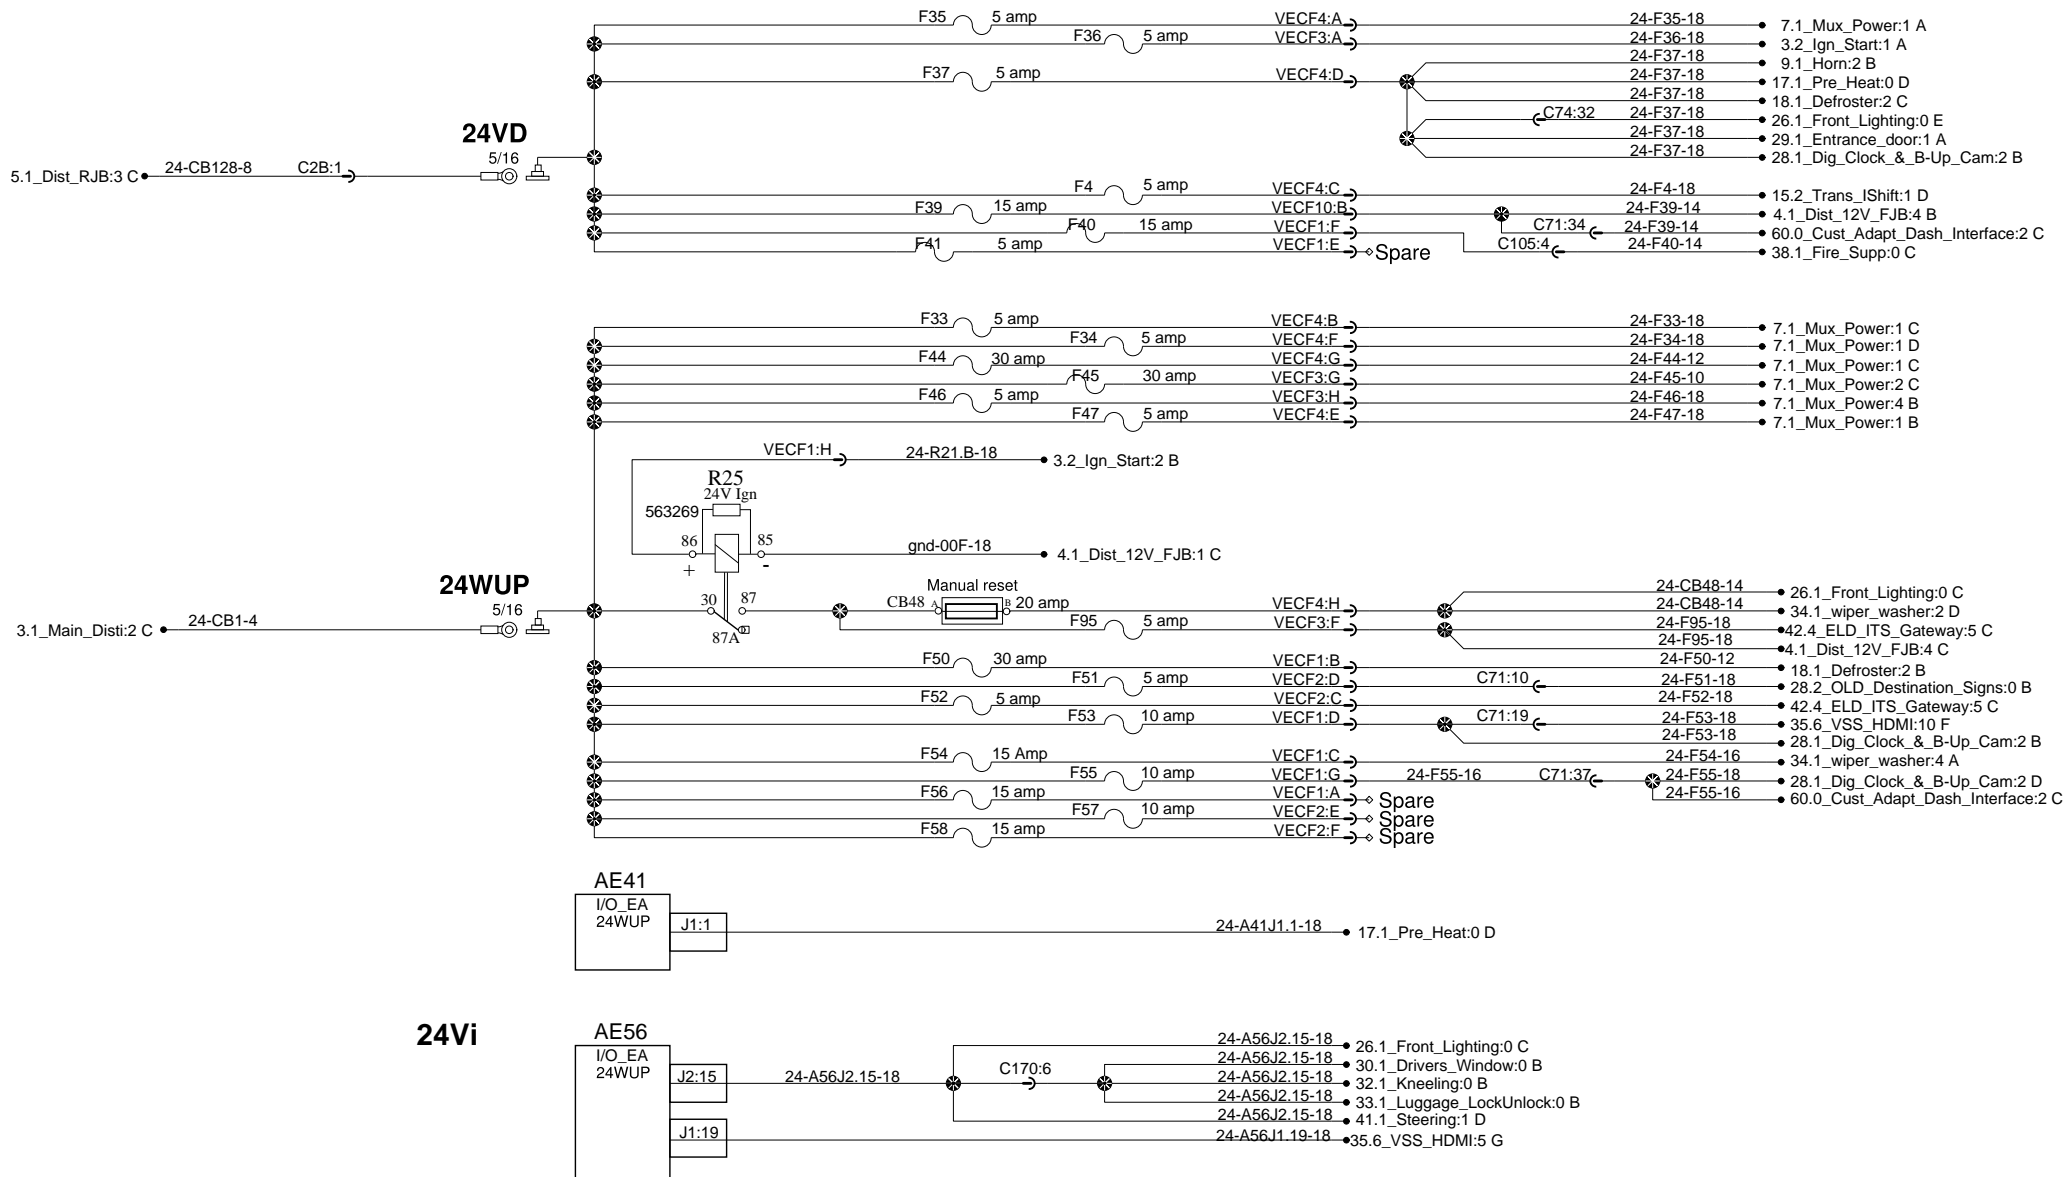 F35 5 amp VECF4:A 24-F35-18 7.1_Mux_Power:1 A
F36 5 amp VECF3:A 24-F36-18 3.2_Ign_Start:1 A
24-F37-18 9.1_Horn:2 B
F37 5 amp VECF4:D 24-F37-18 17.1_Pre_Heat:0 D
24-F37-18 18.1_Defroster:2 C
C74:32 24-F37-18 26.1_Front_Lighting:0 E
24VD
24-F37-18 29.1_Entrance_door:1 A
5/16 24-F37-18 28.1_Dig_Clock_&_B-Up_Cam:2 B
5.1_Dist_RJB:3 C 24-CB128-8 C2B:1
F4 5 amp VECF4:C 24-F4-18 15.2_Trans_IShift:1 D
F39 15 amp VECF10:B 24-F39-14 4.1_Dist_12V_FJB:4 B
F40 15 amp VECF1:F C71:34 24-F39-14 60.0_Cust_Adapt_Dash_Interface:2 C
F41 5 amp VECF1:E Spare C105:4 24-F40-14 38.1_Fire_Supp:0 C
F33 5 amp VECF4:B 24-F33-18 7.1_Mux_Power:1 C
F34 5 amp VECF4:F 24-F34-18 7.1_Mux_Power:1 D
F44 30 amp VECF4:G 24-F44-12 7.1_Mux_Power:1 C
F45 30 amp VECF3:G 24-F45-10 7.1_Mux_Power:2 C
F46 5 amp VECF3:H 24-F46-18 7.1_Mux_Power:4 B
F47 5 amp VECF4:E 24-F47-18 7.1_Mux_Power:1 B
VECF1:H 24-R21.B-18 3.2_Ign_Start:2 B
R25
24V Ign
563269
86 85 gnd-00F-18 4.1_Dist_12V_FJB:1 C
+ -
24WUP
Manual reset 24-CB48-14 26.1_Front_Lighting:0 C
5/16 30 87 CB48 A B 20 amp VECF4:H 24-CB48-14 34.1_wiper_washer:2 D
3.1_Main_Disti:2 C 24-CB1-4 87A F95 5 amp VECF3:F 24-F95-18 42.4_ELD_ITS_Gateway:5 C
24-F95-18 4.1_Dist_12V_FJB:4 C
F50 30 amp VECF1:B 24-F50-12 18.1_Defroster:2 B
F51 5 amp VECF2:D C71:10 24-F51-18 28.2_OLD_Destination_Signs:0 B
F52 5 amp VECF2:C 24-F52-18 42.4_ELD_ITS_Gateway:5 C
F53 10 amp VECF1:D C71:19 24-F53-18 35.6_VSS_HDMI:10 F
24-F53-18 28.1_Dig_Clock_&_B-Up_Cam:2 B
F54 15 Amp VECF1:C 24-F54-16 34.1_wiper_washer:4 A
F55 10 amp VECF1:G 24-F55-16 C71:37 24-F55-18 28.1_Dig_Clock_&_B-Up_Cam:2 D
F56 15 amp VECF1:A Spare 24-F55-16 60.0_Cust_Adapt_Dash_Interface:2 C
F57 10 amp VECF2:E Spare
F58 15 amp VECF2:F Spare
AE41
I/O_EA
24WUP
J1:1 24-A41J1.1-18 17.1_Pre_Heat:0 D
24Vi
AE56
I/O_EA
24WUP
24-A56J2.15-18 26.1_Front_Lighting:0 C
24-A56J2.15-18 30.1_Drivers_Window:0 B
J2:15 24-A56J2.15-18 C170:6 24-A56J2.15-18 32.1_Kneeling:0 B
24-A56J2.15-18 33.1_Luggage_LockUnlock:0 B
24-A56J2.15-18 41.1_Steering:1 D
J1:19 24-A56J1.19-18 35.6_VSS_HDMI:5 G